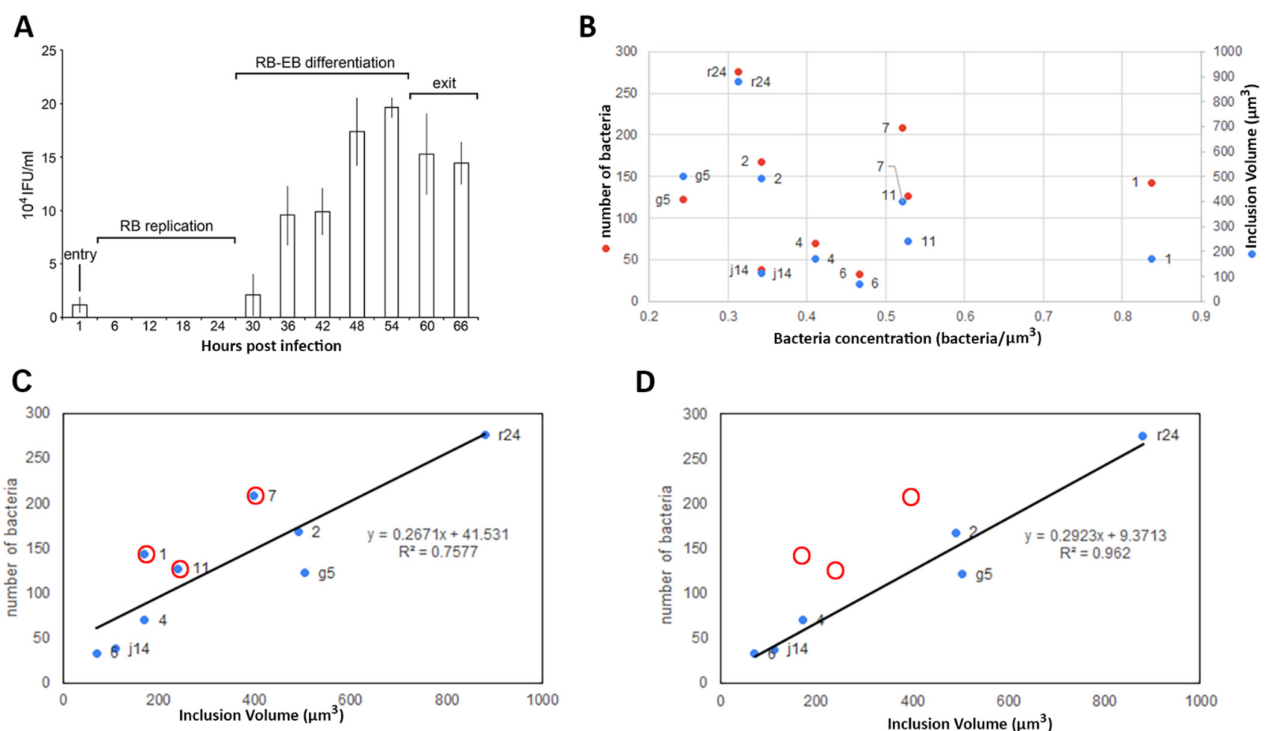 A
25
20
15
10
5
0
10⁴ IFU/ml
RB-EB differentiation
exit
RB replication
entry
1 6 12 18 24 30 36 42 48 54 60 66
Hours post infection
B
300
250
200
150
100
50
0
number of bacteria
1000
900
800
700
600
500
400
300
200
100
0
Inclusion Volume (μm³)
r24
r24
7
2
2
7
g5
g5
11
1
11
4
4
j14
j14
6
6
1
0.2 0.3 0.4 0.5 0.6 0.7 0.8 0.9
Bacteria concentration (bacteria/μm³)
C
300
250
200
150
100
50
0
number of bacteria
r24
7
2
1
11
g5
4
j14
6
y = 0.2671x + 41.531
R² = 0.7577
0 200 400 600 800 1000
Inclusion Volume (μm³)
D
300
250
200
150
100
50
0
number of bacteria
r24
2
g5
4
j14
6
y = 0.2923x + 9.3713
R² = 0.962
0 200 400 600 800 1000
Inclusion Volume (μm³)